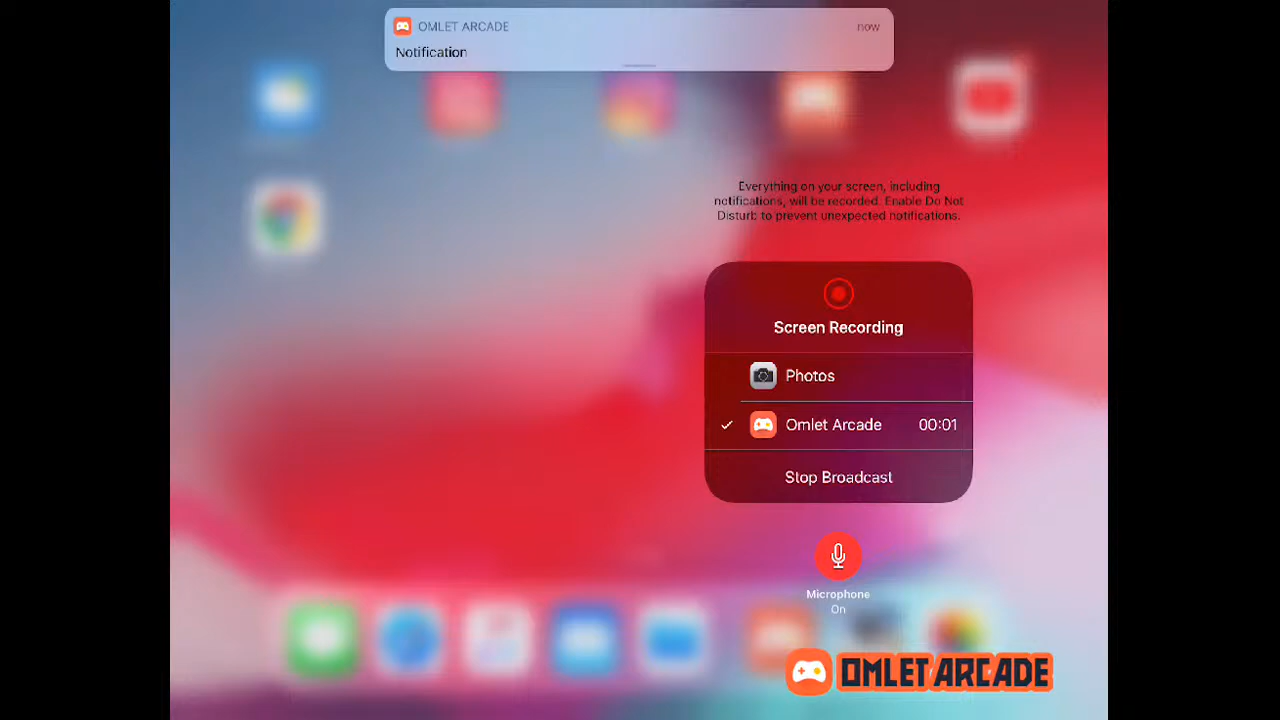 OMLET ARCADE
now
Notification
Everything on your screen, including
notifications, will be recorded. Enable Do Not
Disturb to prevent unexpected notifications.
Screen Recording
Photos
Omlet Arcade 00:01
Stop Broadcast
Microphone
On
OMLET ARCADE